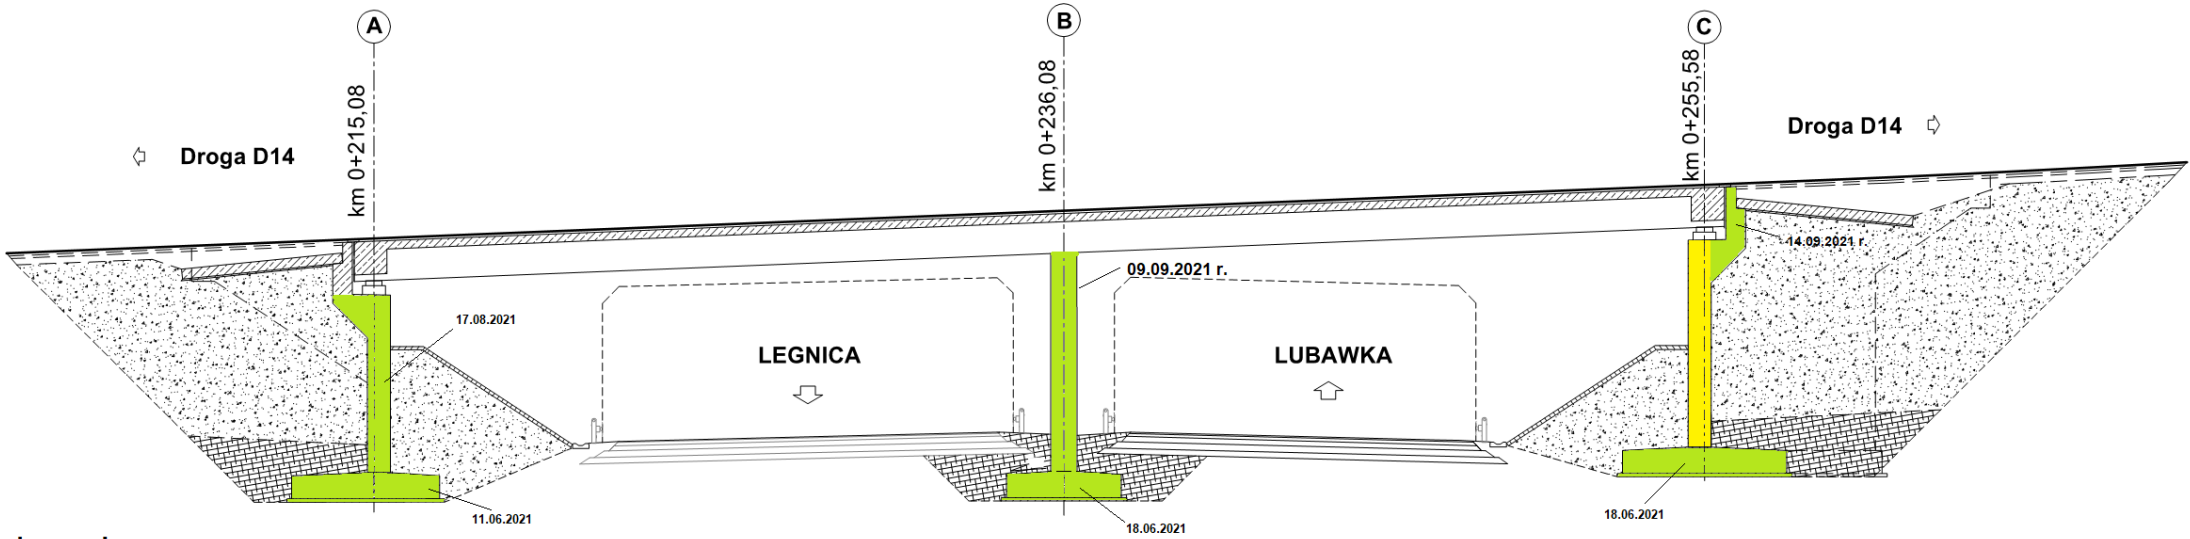 A
B
C
km 0+215,08
km 0+236,08
km 0+255,58
Droga D14
Droga D14
14.09.2021 r.
09.09.2021 r.
17.08.2021
LEGNICA
LUBAWKA
11.06.2021
18.06.2021
18.06.2021